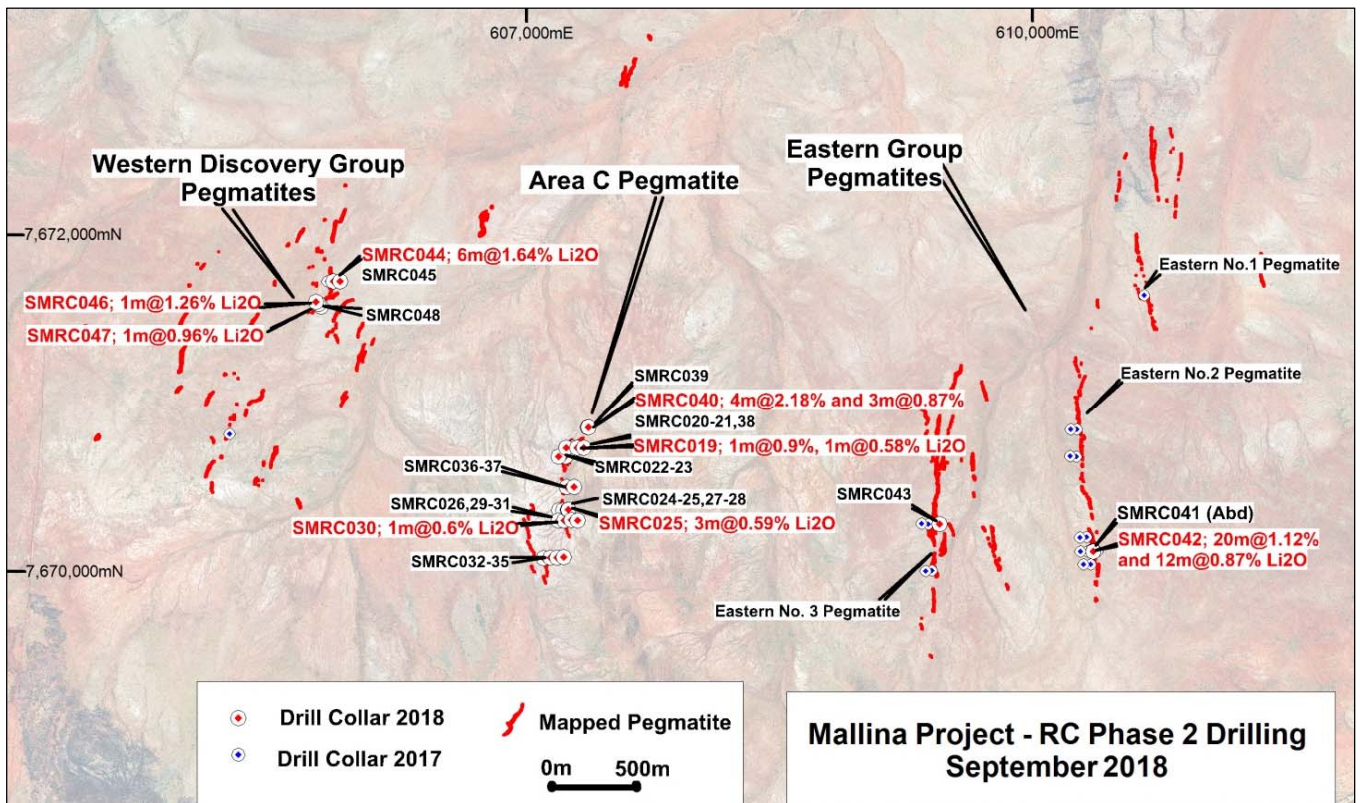 607,000mE
610,000mE
Western Discovery Group
Pegmatites
Area C Pegmatite
Eastern Group
Pegmatites
7,672,000mN
SMRC044; 6m@1.64% Li2O
SMRC045
SMRC046; 1m@1.26% Li2O
SMRC048
SMRC047; 1m@0.96% Li2O
Eastern No.1 Pegmatite
SMRC039
Eastern No.2 Pegmatite
SMRC040; 4m@2.18% and 3m@0.87%
SMRC020-21,38
SMRC019; 1m@0.9%, 1m@0.58% Li2O
SMRC022-23
SMRC036-37
SMRC024-25,27-28
SMRC026,29-31
SMRC030; 1m@0.6% Li2O
SMRC025; 3m@0.59% Li2O
SMRC043
SMRC041 (Abd)
SMRC042; 20m@1.12%
and 12m@0.87% Li2O
SMRC032-35
7,670,000mN
Eastern No. 3 Pegmatite
Drill Collar 2018
Drill Collar 2017
Mapped Pegmatite
0m 500m
Mallina Project - RC Phase 2 Drilling
September 2018